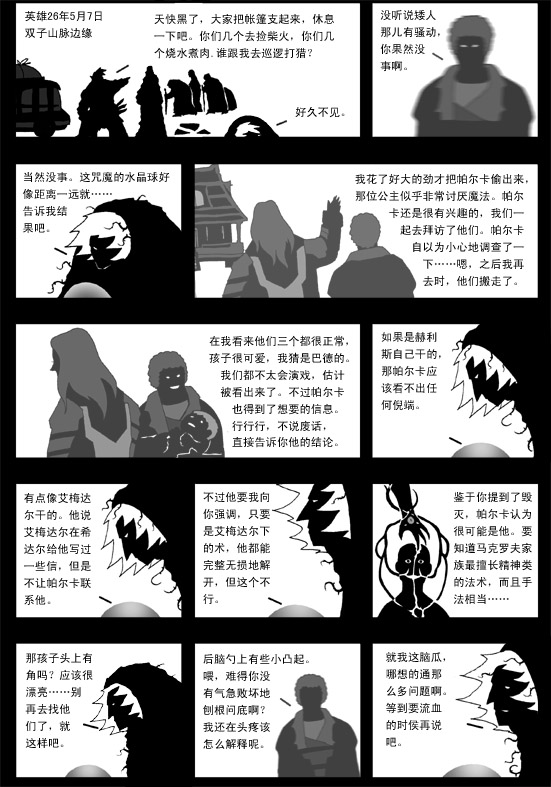 英雄26年5月7日
双子山脉边缘
天快黑了，大家把帐篷支起来，休息
一下吧。你们几个去捡柴火，你们几
个烧水煮肉.谁跟我去巡逻打猎？
好久不见。
没听说矮人
那儿有骚动，
你果然没
事啊。
当然没事。这咒魔的水晶球好
像距离一远就……
告诉我结
果吧。
我花了好大的劲才把帕尔卡偷出来，
那位公主似乎非常讨厌魔法。帕尔
卡还是很有兴趣的，我们一
起去拜访了他们。帕尔卡
自以为小心地调查了一
下……嗯，之后我再
去时，他们搬走了。
在我看来他们三个都很正常，
孩子很可爱，我猜是巴德的。
我们都不太会演戏，估计
被看出来了。不过帕尔卡
也得到了想要的信息。
行行行，不说废话，
直接告诉你他的结论。
如果是赫利
斯自己干的，
那帕尔卡应
该看不出任
何倪端。
有点像艾梅达
尔干的。他说
艾梅达尔在希
达尔给他写过
一些信，但是
不让帕尔卡联
系他。
不过他要我向
你强调，只要
是艾梅达尔下
的术，他都能
完整无损地解
开，但这个不
行。
鉴于你提到了毁
灭，帕尔卡认为
很可能是他。要
知道马克罗夫家
族最擅长精神类
的法术，而且手
法相当……
那孩子头上有
角吗？应该很
漂亮……别
再去找他
们了，就
这样吧。
后脑勺上有些小凸起。
喂，难得你没
有气急败坏地
刨根问底啊？
我还在头疼该
怎么解释呢。
就我这脑瓜，
哪想的通那
么多问题啊。
等到要流血
的时侯再说
吧。